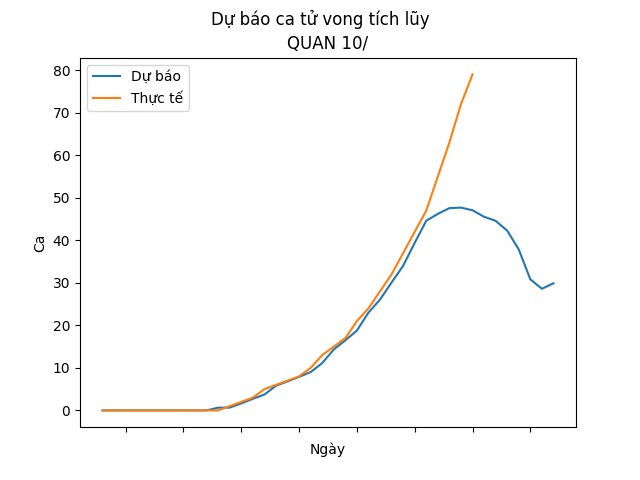 Dự báo ca tử vong tích lũy
QUAN 10/
Dự báo
Thực tế
80
70
60
50
40
30
20
10
0
Ca
Ngày